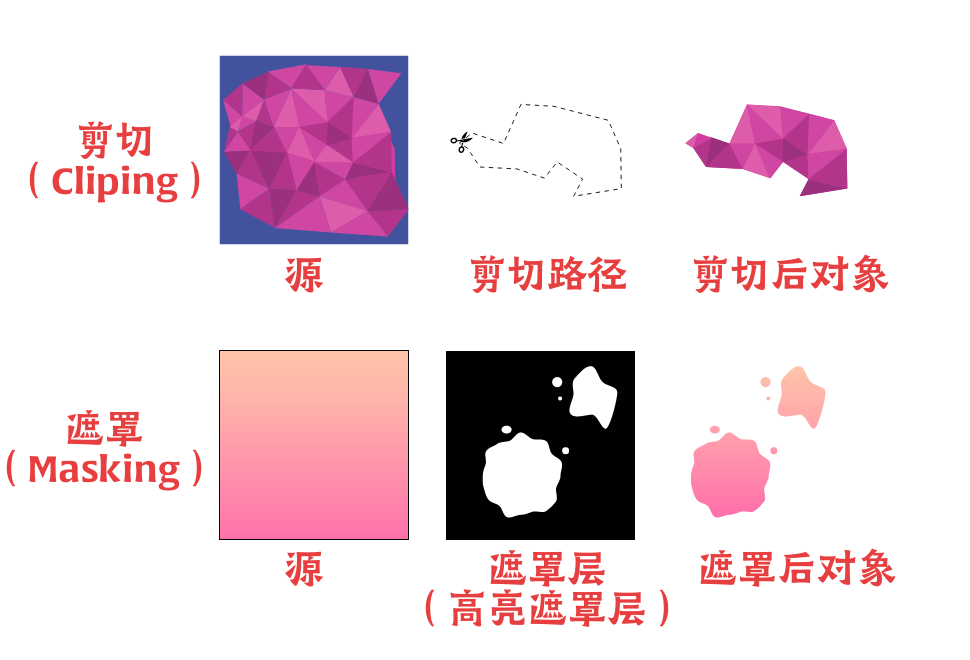 剪切
（Cliping）
源
剪切路径
剪切后对象
遮罩
（Masking）
源
遮罩层
（高亮遮罩层）
遮罩后对象